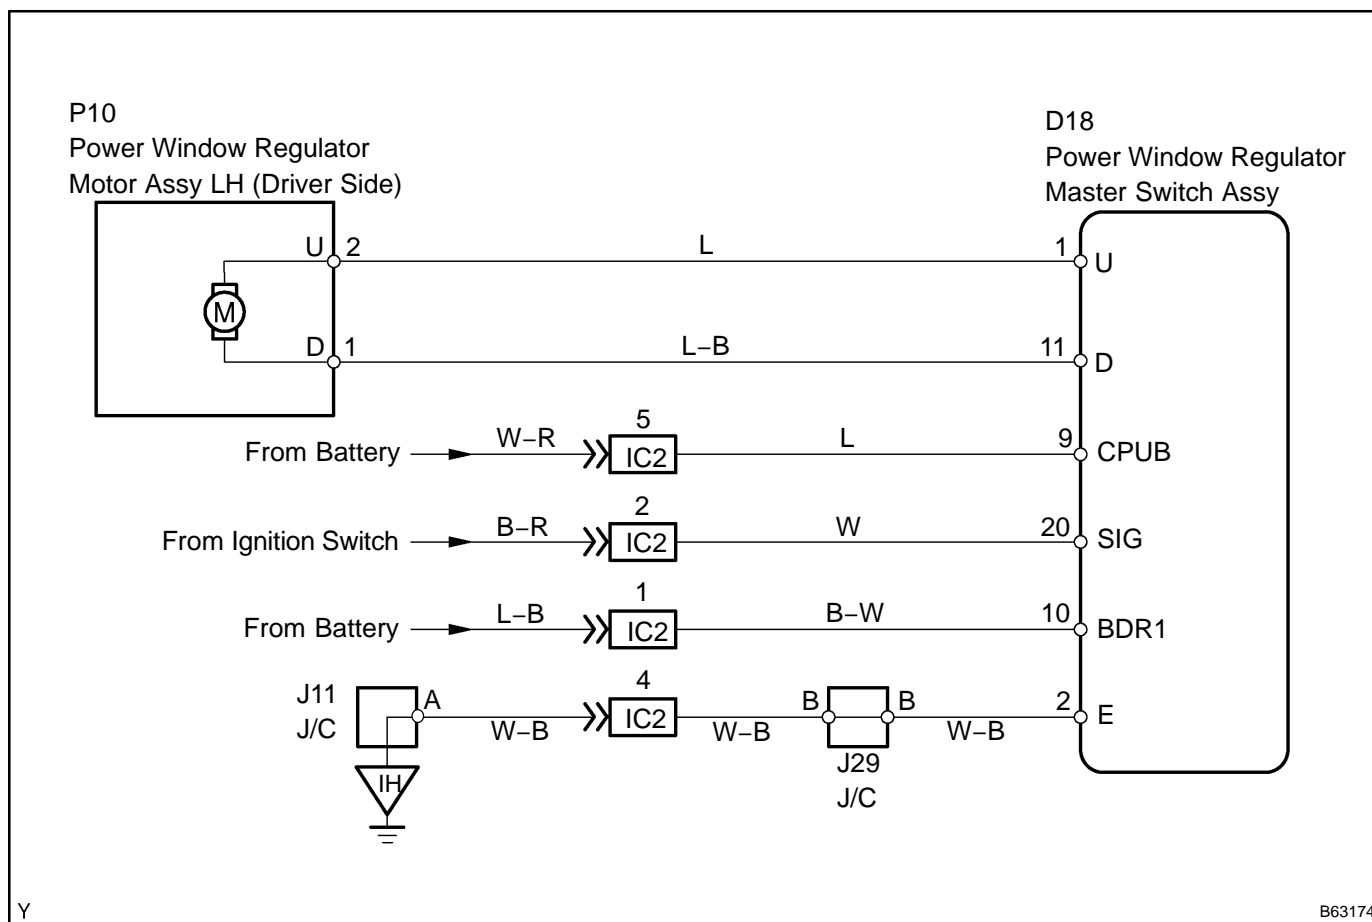 P10
Power Window Regulator
Motor Assy LH (Driver Side)
D18
Power Window Regulator
Master Switch Assy
U 2 L 1 U
M
D 1 L−B 11 D
From Battery W−R 5 IC2 L 9 CPUB
From Ignition Switch B−R 2 IC2 W 20 SIG
From Battery L−B 1 IC2 B−W 10 BDR1
J11
J/C
A W−B 4 IC2 W−B B B W−B 2 E
J29
J/C
IH
Y
B63174